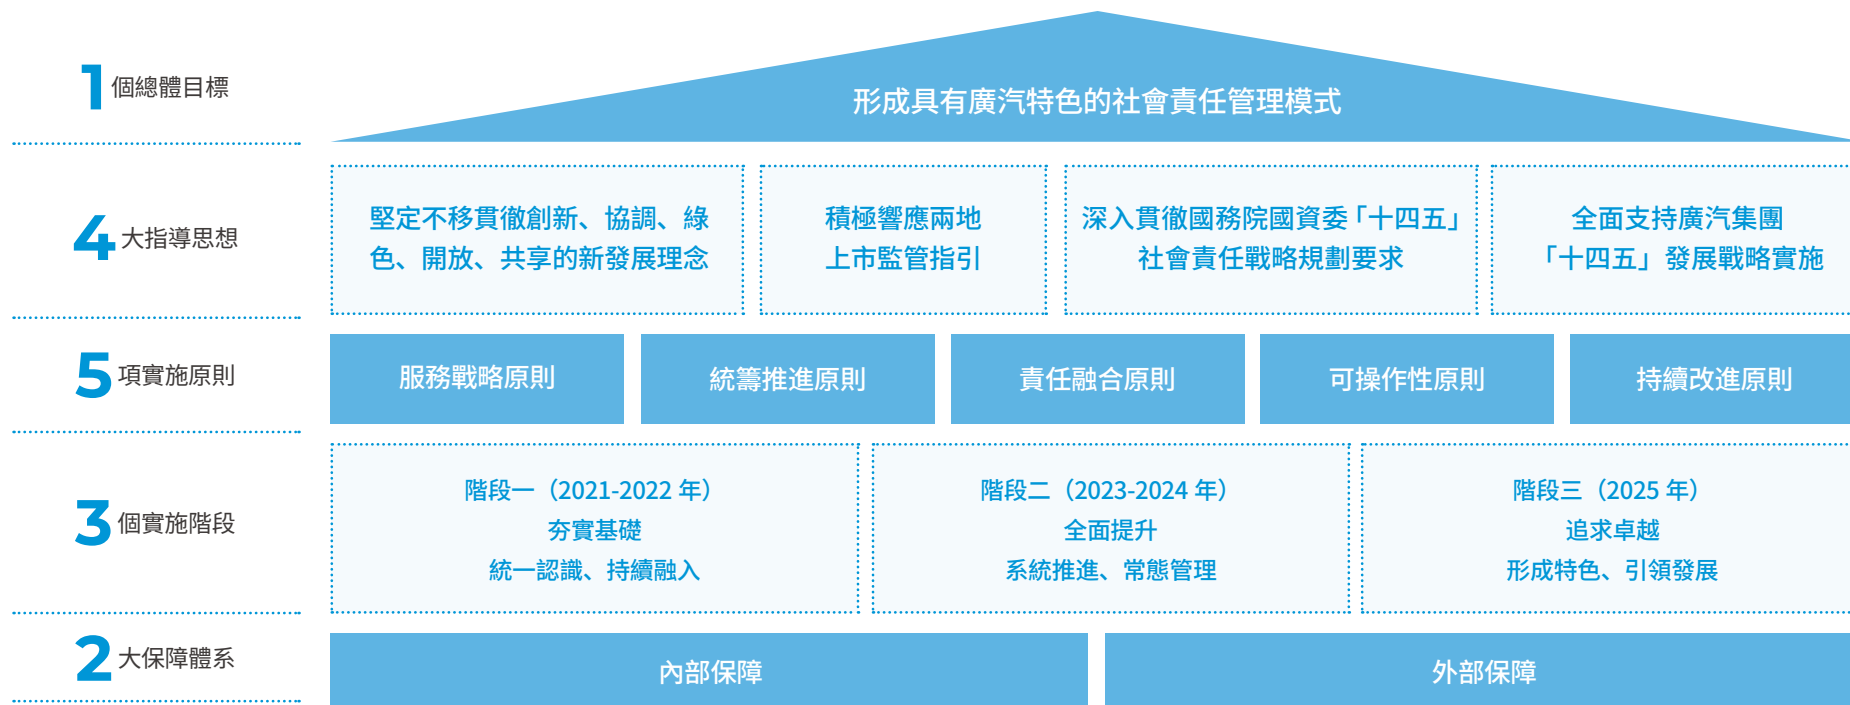 1個總體目標
形成具有廣汽特色的社會責任管理模式
4大指導思想
堅定不移貫徹創新、協調、綠
色、開放、共享的新發展理念
積極響應兩地
上市監管指引
深入貫徹國務院國資委「十四五」
社會責任戰略規劃要求
全面支持廣汽集團
「十四五」發展戰略實施
5項實施原則
服務戰略原則
統籌推進原則
責任融合原則
可操作性原則
持續改進原則
3個實施階段
階段一（2021-2022 年）
夯實基礎
統一認識、持續融入
階段二（2023-2024 年）
全面提升
系統推進、常態管理
階段三（2025 年）
追求卓越
形成特色、引領發展
2大保障體系
內部保障
外部保障